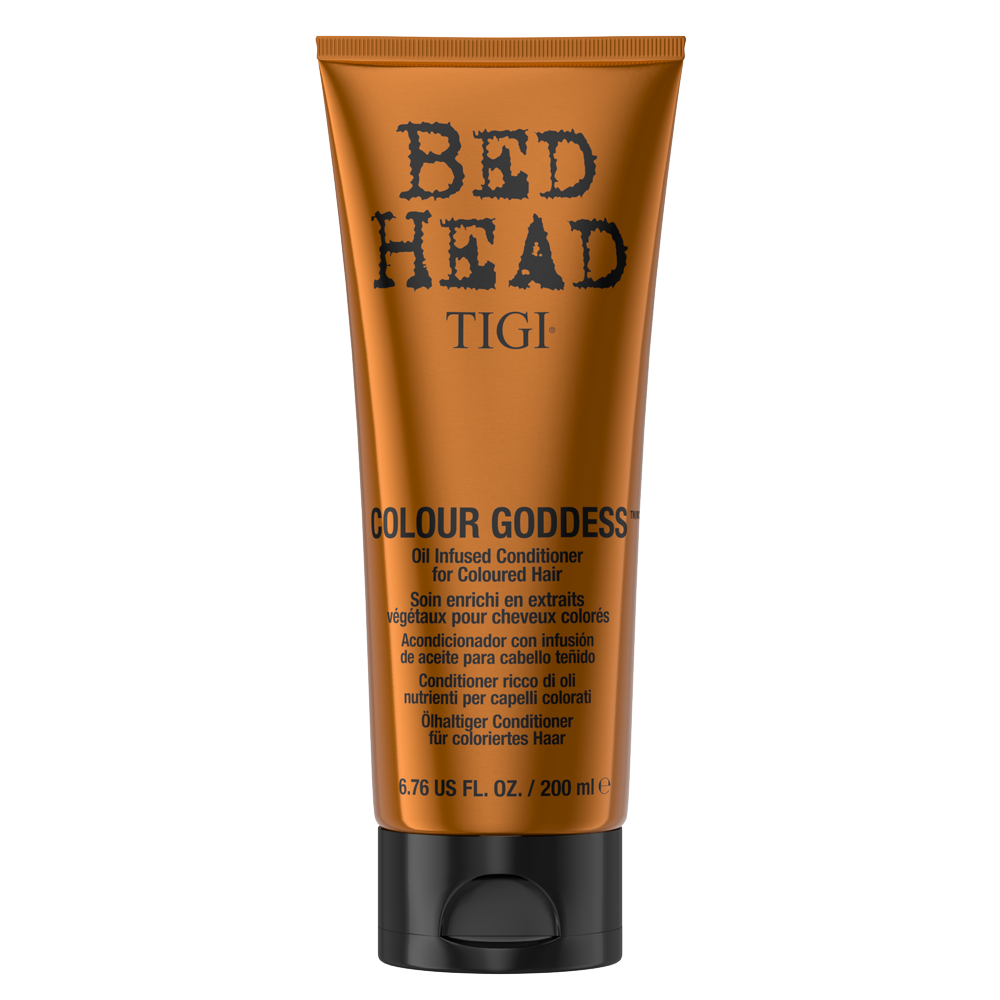 BED
HEAD
TIGI®
COLOUR GODDESS™
Oil Infused Conditioner
for Coloured Hair
Soin enrichi en extraits
végétaux pour cheveux colorés
Acondicionador con infusión
de aceite para cabello teñido
Conditioner ricco di oli
nutrienti per capelli colorati
Ölhaltiger Conditioner
für coloriertes Haar
6.76 US FL. OZ. / 200 ml ℮